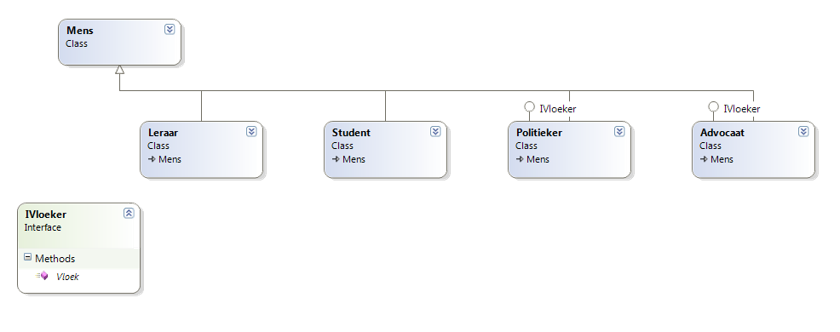 Mens
Class
IVloeker
IVloeker
Leraar
Class
Mens
Student
Class
Mens
Politieker
Class
Mens
Advocaat
Class
Mens
IVloeker
Interface
Methods
Vloek